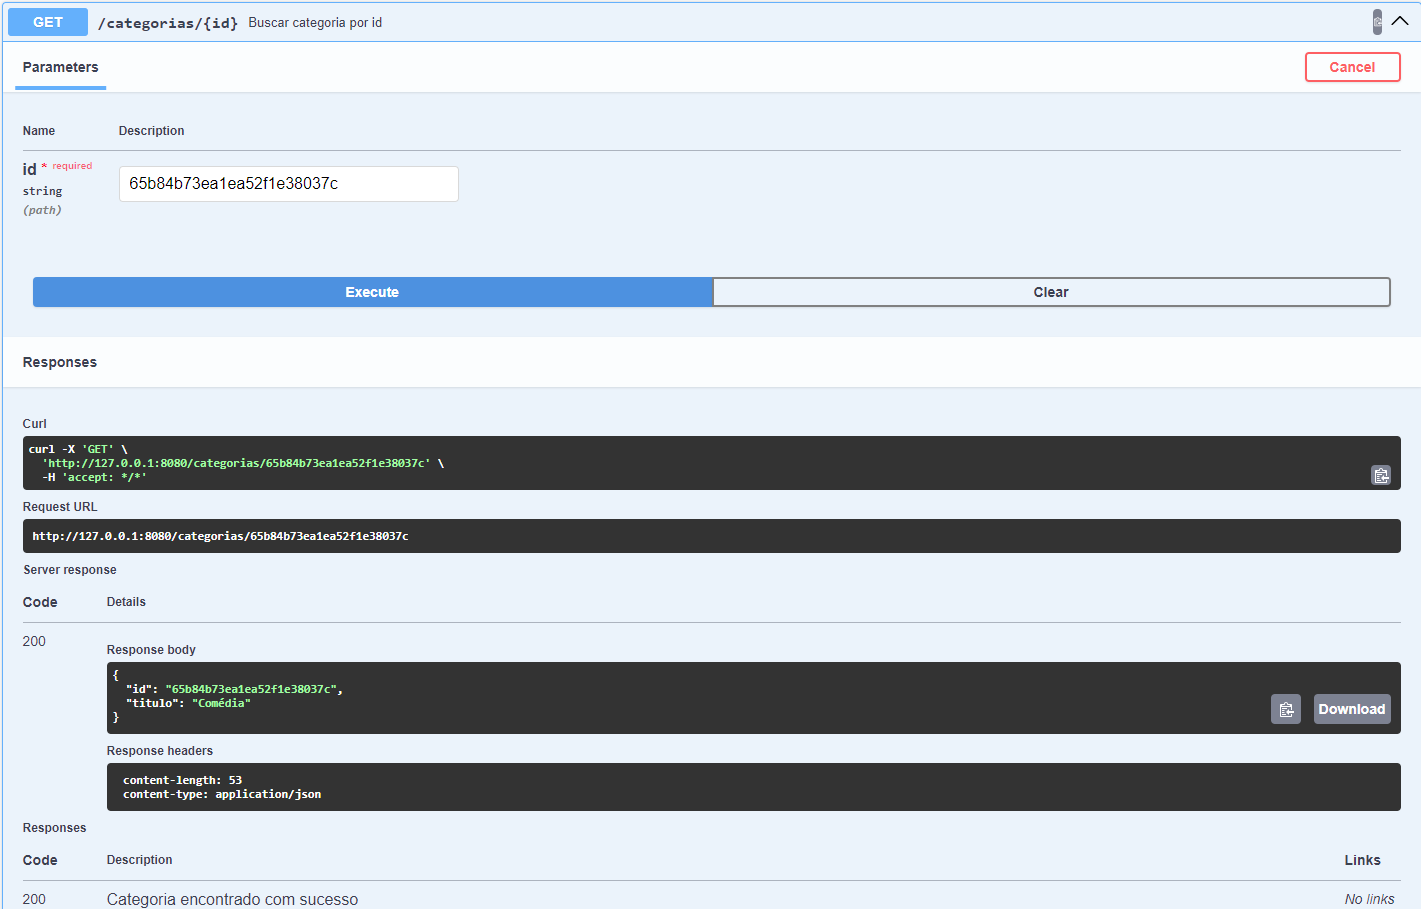 GET /categorias/{id} Buscar categoria por id
Parameters Cancel
Name Description
id * required
string
(path)
65b84b73ea1ea52f1e38037c
Execute Clear
Responses
Curl
curl -X 'GET' \
'http://127.0.0.1:8080/categorias/65b84b73ea1ea52f1e38037c' \
-H 'accept: */*'
Request URL
http://127.0.0.1:8080/categorias/65b84b73ea1ea52f1e38037c
Server response
Code Details
200
Response body
{
"id": "65b84b73ea1ea52f1e38037c",
"titulo": "Comédia"
}
Download
Response headers
content-length: 53
content-type: application/json
Responses
Code Description Links
200 Categoria encontrado com sucesso No links